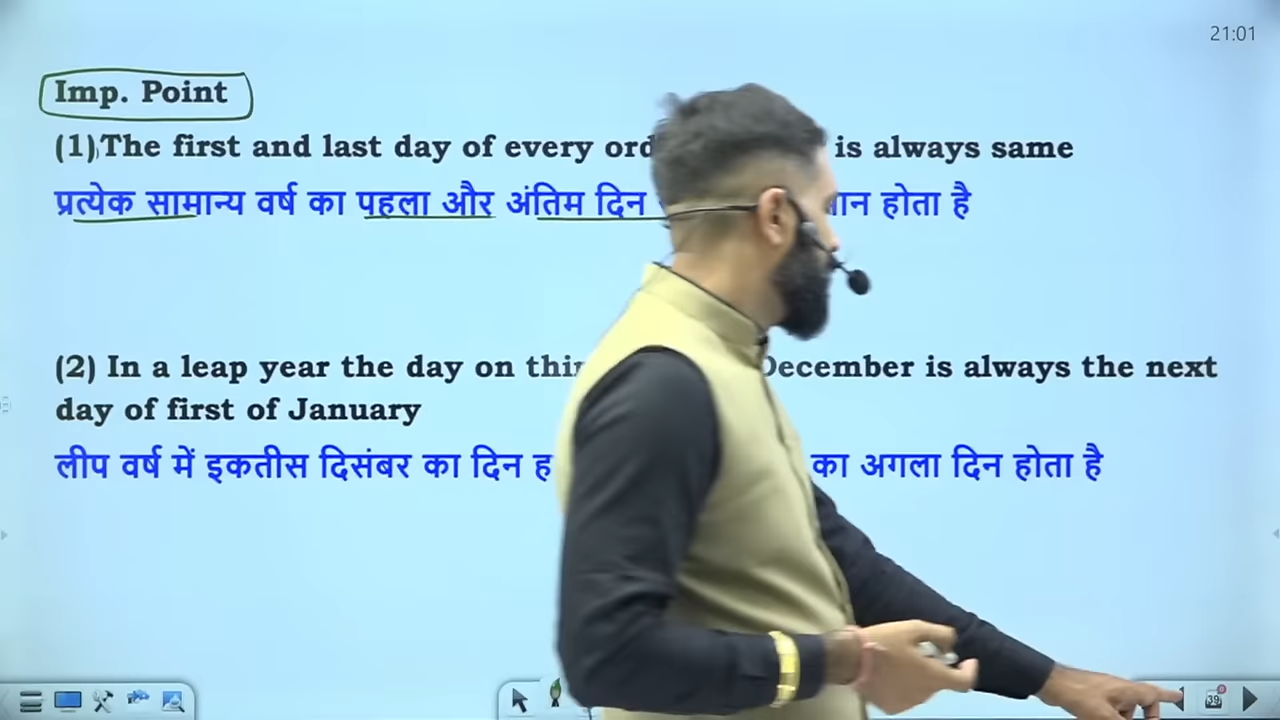 21:01
Imp. Point
(1) The first and last day of every is always same
प्रत्येक सामान्य वर्ष का पहला और अंतिम दिन होता है
(2) In a leap year the day on December is always the next
day of first of January
लीप वर्ष में इकतीस दिसंबर का दिन का अगला दिन होता है
39